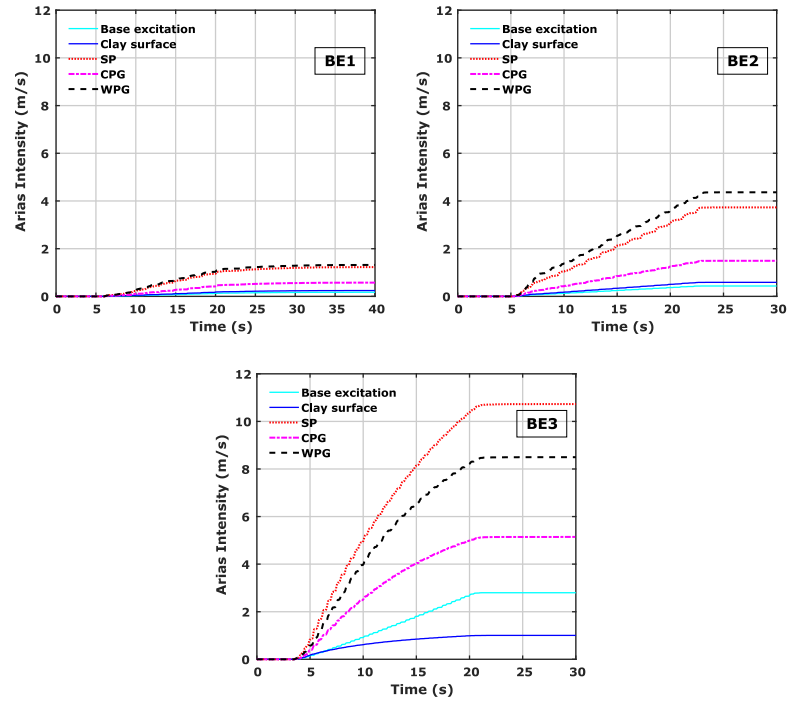 12
10
8
6
4
2
0
Arias Intensity (m/s)
Base excitation
Clay surface
SP
CPG
WPG
BE1
0 5 10 15 20 25 30 35 40
Time (s)
12
10
8
6
4
2
0
Arias Intensity (m/s)
Base excitation
Clay surface
SP
CPG
WPG
BE2
0 5 10 15 20 25 30
Time (s)
12
10
8
6
4
2
0
Arias Intensity (m/s)
Base excitation
Clay surface
SP
CPG
WPG
BE3
0 5 10 15 20 25 30
Time (s)